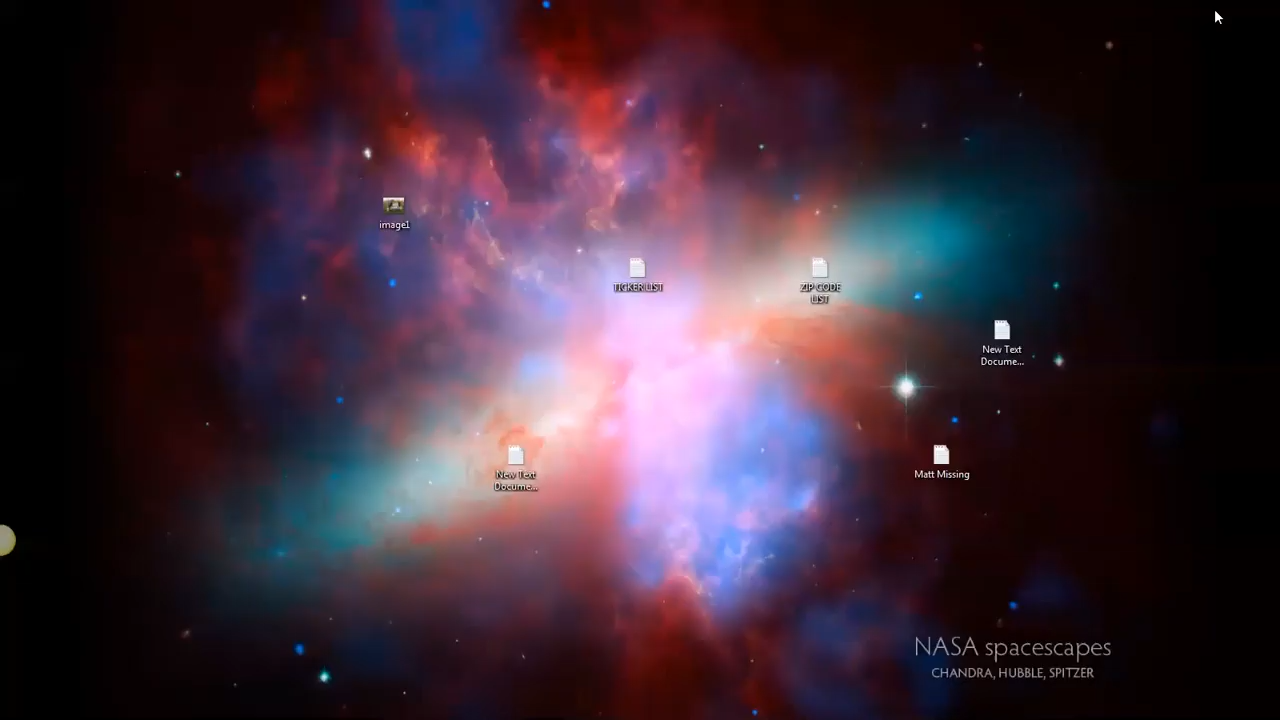 image1
TICKER LIST
ZIP CODE
LIST
New Text
Docume...
New Text
Docume...
Matt Missing
NASA spacescapes
CHANDRA, HUBBLE, SPITZER